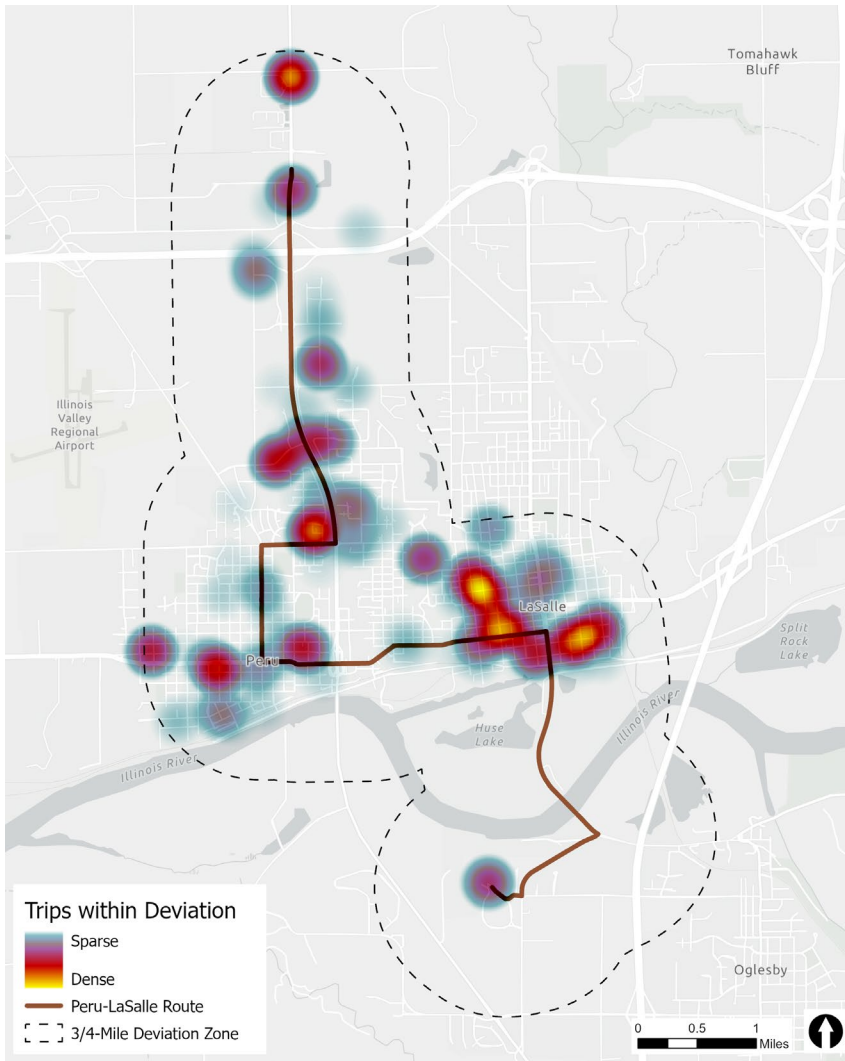 Tomahawk
Bluff
Illinois
Valley
Regional
Airport
LaSalle
Split
Rock
Lake
Peru
Illinois River
Huse
Lake
Illinois River
Trips within Deviation
Sparse
Dense
Peru-LaSalle Route
3/4-Mile Deviation Zone
Oglesby
0 0.5 1
Miles